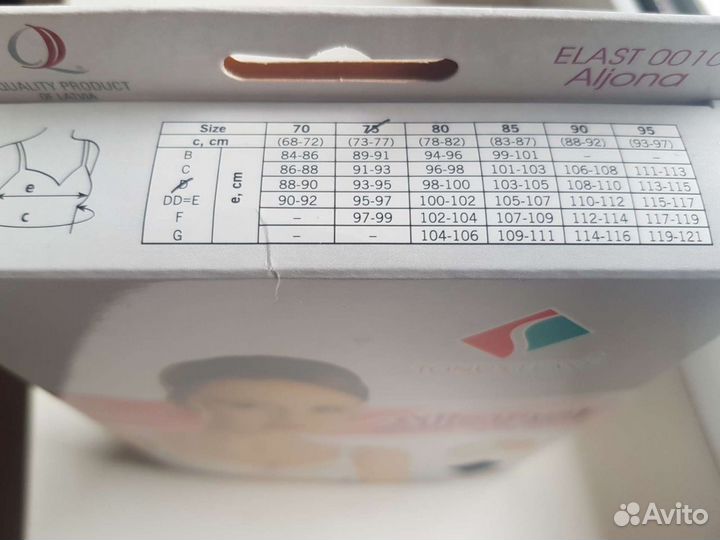 QUALITY PRODUCT
OF LATVIA
ELAST 0010
Aljona
Size 70 75 80 85 90 95
c, cm (68-72) (73-77) (78-82) (83-87) (88-92) (93-97)
e, cm
B 84-86 89-91 94-96 99-101 – –
C 86-88 91-93 96-98 101-103 106-108 111-113
D 88-90 93-95 98-100 103-105 108-110 113-115
DD=E 90-92 95-97 100-102 105-107 110-112 115-117
F – 97-99 102-104 107-109 112-114 117-119
G – 104-106 109-111 114-116 119-121
e
c
Avito